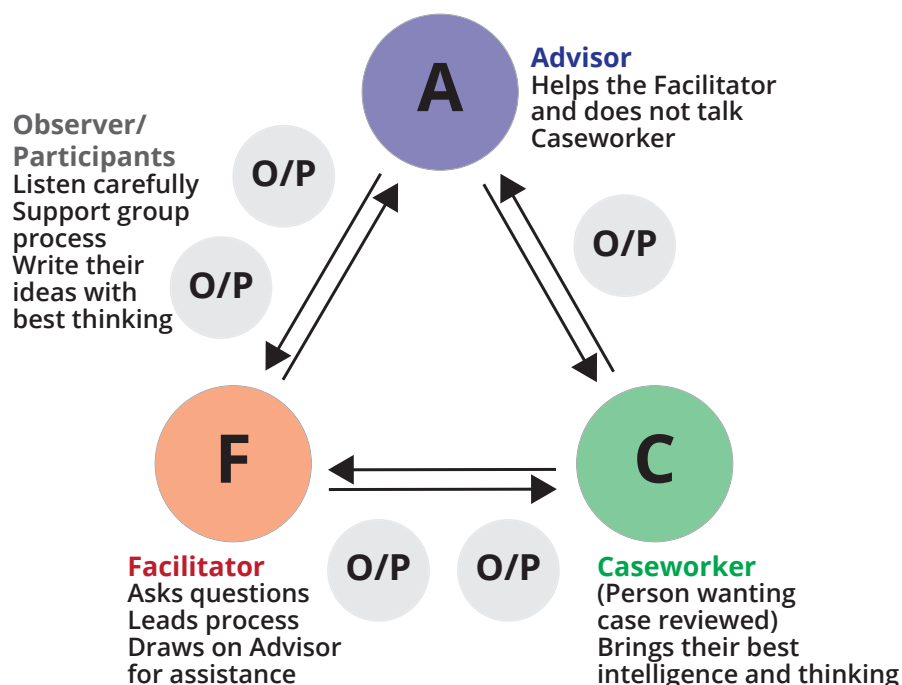 A
Advisor
Helps the Facilitator
and does not talk
Caseworker
Observer/
Participants
Listen carefully
Support group
process
Write their
ideas with
best thinking
O/P
O/P
O/P
F
C
O/P
O/P
Facilitator
Asks questions
Leads process
Draws on Advisor
for assistance
Caseworker
(Person wanting
case reviewed)
Brings their best
intelligence and thinking